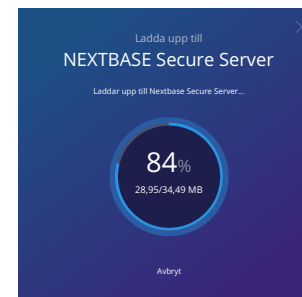 Ladda upp till
NEXTBASE Secure Server
Laddar upp till Nextbase Secure Server...
84%
28,95/34,49 MB
Avbryt